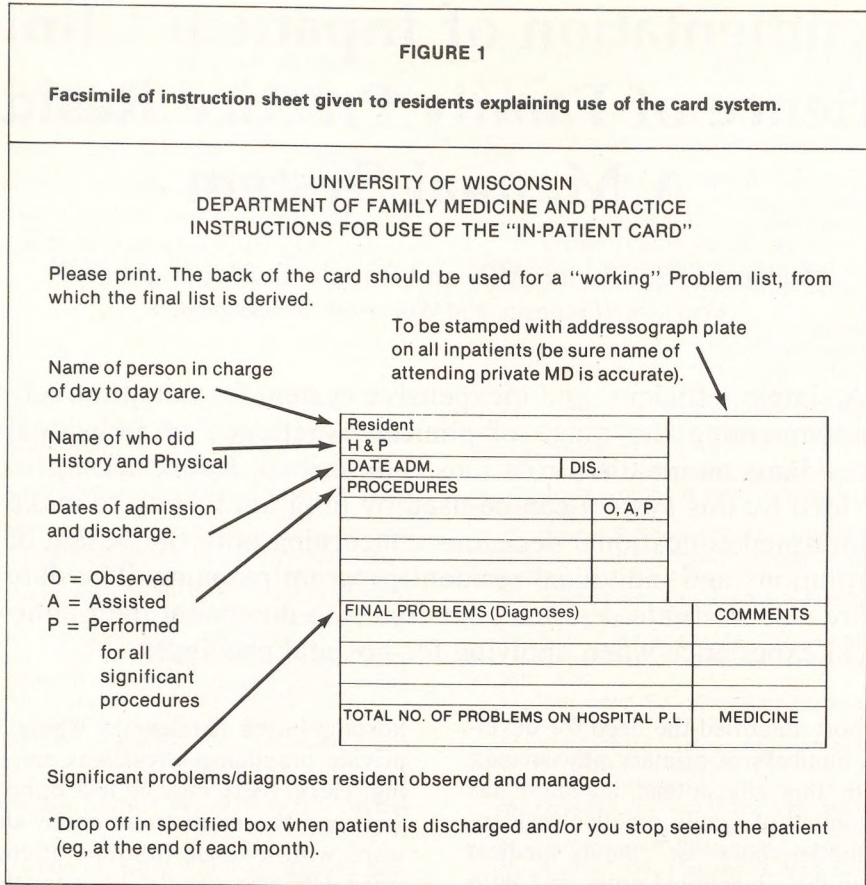 FIGURE 1
Facsimile of instruction sheet given to residents explaining use of the card system.
UNIVERSITY OF WISCONSIN
DEPARTMENT OF FAMILY MEDICINE AND PRACTICE
INSTRUCTIONS FOR USE OF THE "IN-PATIENT CARD"
Please print. The back of the card should be used for a "working" Problem list, from
which the final list is derived.
To be stamped with addressograph plate
on all inpatients (be sure name of
attending private MD is accurate).
Name of person in charge
of day to day care.
Name of who did
History and Physical
Dates of admission
and discharge.
O = Observed
A = Assisted
P = Performed
for all
significant
procedures
Resident
H & P
DATE ADM. DIS.
PROCEDURES
O, A, P
FINAL PROBLEMS (Diagnoses) COMMENTS
TOTAL NO. OF PROBLEMS ON HOSPITAL P.L. MEDICINE
Significant problems/diagnoses resident observed and managed.
*Drop off in specified box when patient is discharged and/or you stop seeing the patient
(eg, at the end of each month).